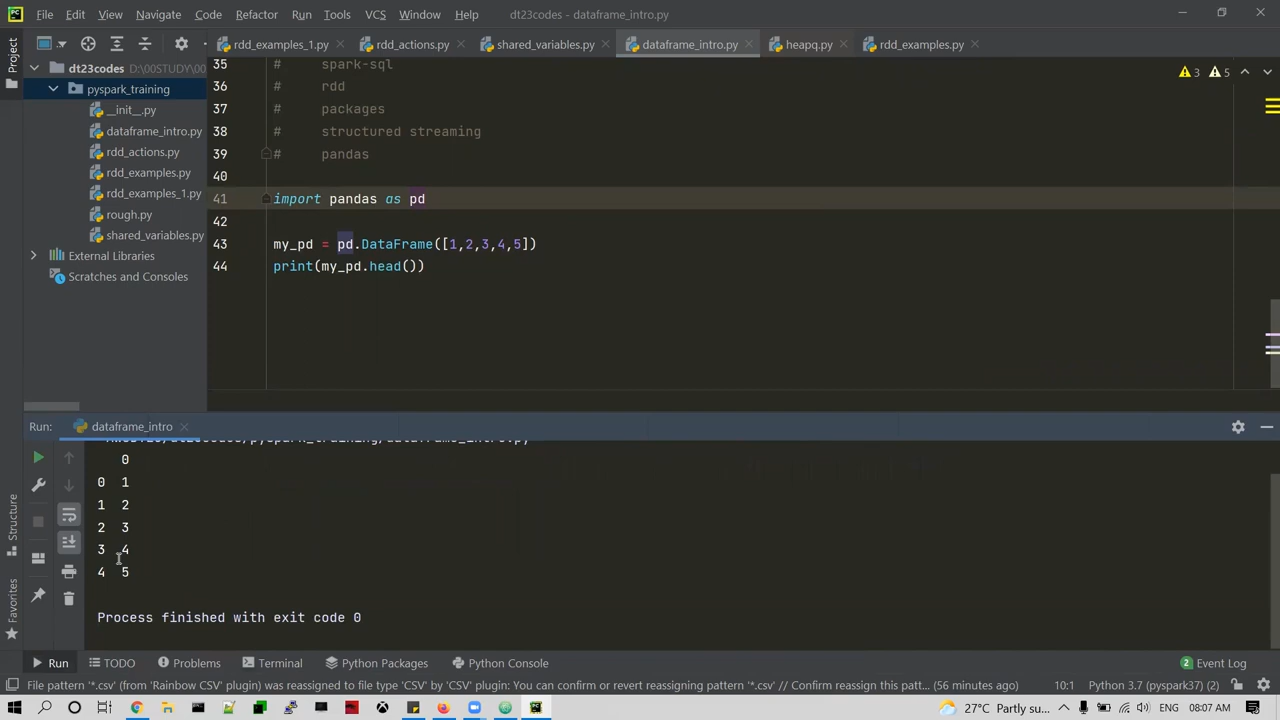 File Edit View Navigate Code Refactor Run Tools VCS Window Help dt23codes - dataframe_intro.py
Project
rdd_examples_1.py rdd_actions.py shared_variables.py dataframe_intro.py heapq.py rdd_examples.py
dt23codes D:\00STUDY\00
pyspark_training
__init__.py
dataframe_intro.py
rdd_actions.py
rdd_examples.py
rdd_examples_1.py
rough.py
shared_variables.py
External Libraries
Scratches and Consoles
3 5
35 # spark-sql
36 # rdd
37 # packages
38 # structured streaming
39 # pandas
40
41 import pandas as pd
42
43 my_pd = pd.DataFrame([1,2,3,4,5])
44 print(my_pd.head())
Run: dataframe_intro
0
0 1
1 2
2 3
3 4
4 5
Process finished with exit code 0
Structure
Favorites
Run TODO Problems Terminal Python Packages Python Console 2 Event Log
File pattern '*.csv' (from 'Rainbow CSV' plugin) was reassigned to file type 'CSV' by 'CSV' plugin: You can confirm or revert reassigning pattern '*.csv' // Confirm reassign this patt... (56 minutes ago) 10:1 Python 3.7 (pyspark37) (2)
27°C Partly su... ENG 08:07 AM